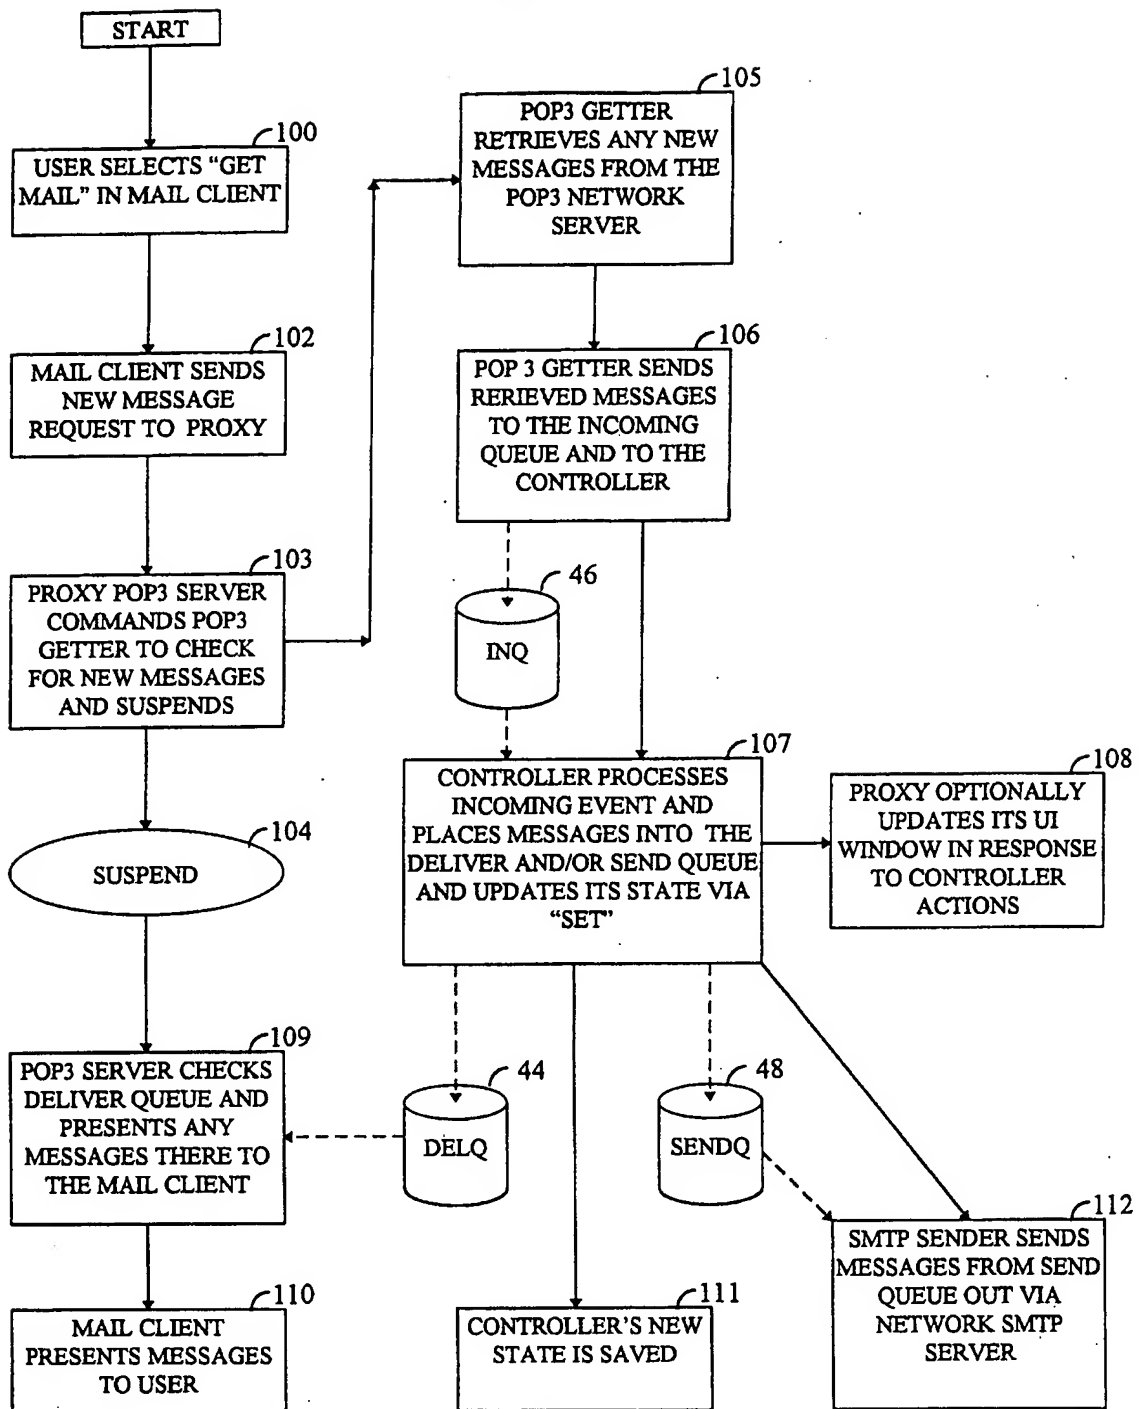 START
100
USER SELECTS “GET
MAIL” IN MAIL CLIENT
102
MAIL CLIENT SENDS
NEW MESSAGE
REQUEST TO PROXY
103
PROXY POP3 SERVER
COMMANDS POP3
GETTER TO CHECK
FOR NEW MESSAGES
AND SUSPENDS
104
SUSPEND
105
POP3 GETTER
RETRIEVES ANY NEW
MESSAGES FROM THE
POP3 NETWORK
SERVER
106
POP 3 GETTER SENDS
RERIEVED MESSAGES
TO THE INCOMING
QUEUE AND TO THE
CONTROLLER
46
INQ
107
CONTROLLER PROCESSES
INCOMING EVENT AND
PLACES MESSAGES INTO THE
DELIVER AND/OR SEND QUEUE
AND UPDATES ITS STATE VIA
“SET”
108
PROXY OPTIONALLY
UPDATES ITS UI
WINDOW IN RESPONSE
TO CONTROLLER
ACTIONS
109
POP3 SERVER CHECKS
DELIVER QUEUE AND
PRESENTS ANY
MESSAGES THERE TO
THE MAIL CLIENT
44
DELQ
48
SENDQ
110
MAIL CLIENT
PRESENTS MESSAGES
TO USER
111
CONTROLLER’S NEW
STATE IS SAVED
112
SMTP SENDER SENDS
MESSAGES FROM SEND
QUEUE OUT VIA
NETWORK SMTP
SERVER